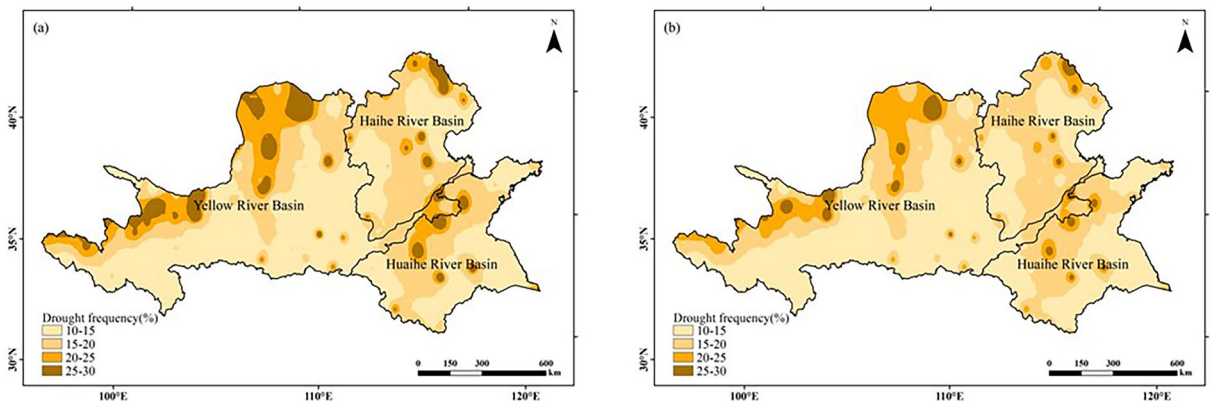 (a)
N
40°N
35°N
30°N
Haihe River Basin
Yellow River Basin
Huaihe River Basin
Drought frequency(%)
10-15
15-20
20-25
25-30
0 150 300 600
km
100°E 110°E 120°E
(b)
N
40°N
35°N
30°N
Haihe River Basin
Yellow River Basin
Huaihe River Basin
Drought frequency(%)
10-15
15-20
20-25
25-30
0 150 300 600
km
100°E 110°E 120°E